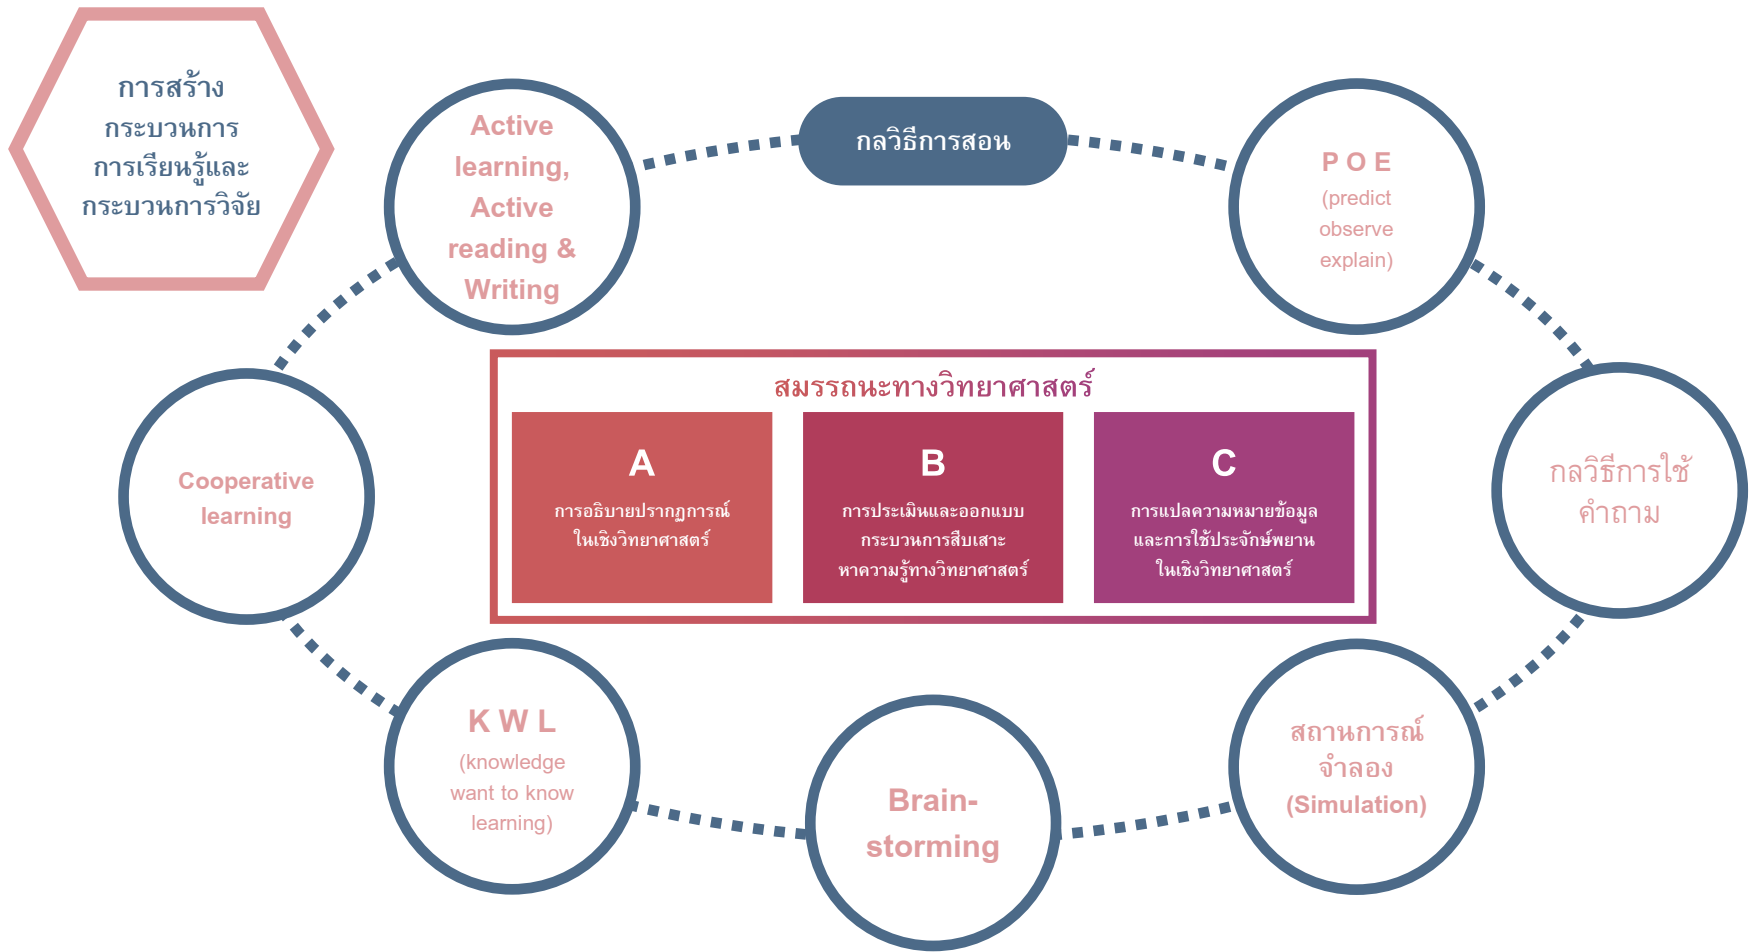 การสร้าง
กระบวนการ
การเรียนรู้และ
กระบวนการวิจัย
กลวิธีการสอน
Active
learning,
Active
reading &
Writing
P O E
(predict
observe
explain)
สมรรถนะทางวิทยาศาสตร์
A
การอธิบายปรากฏการณ์
ในเชิงวิทยาศาสตร์
B
การประเมินและออกแบบ
กระบวนการสืบเสาะ
หาความรู้ทางวิทยาศาสตร์
C
การแปลความหมายข้อมูล
และการใช้ประจักษ์พยาน
ในเชิงวิทยาศาสตร์
Cooperative
learning
กลวิธีการใช้
คำถาม
K W L
(knowledge
want to know
learning)
Brain-
storming
สถานการณ์
จำลอง
(Simulation)